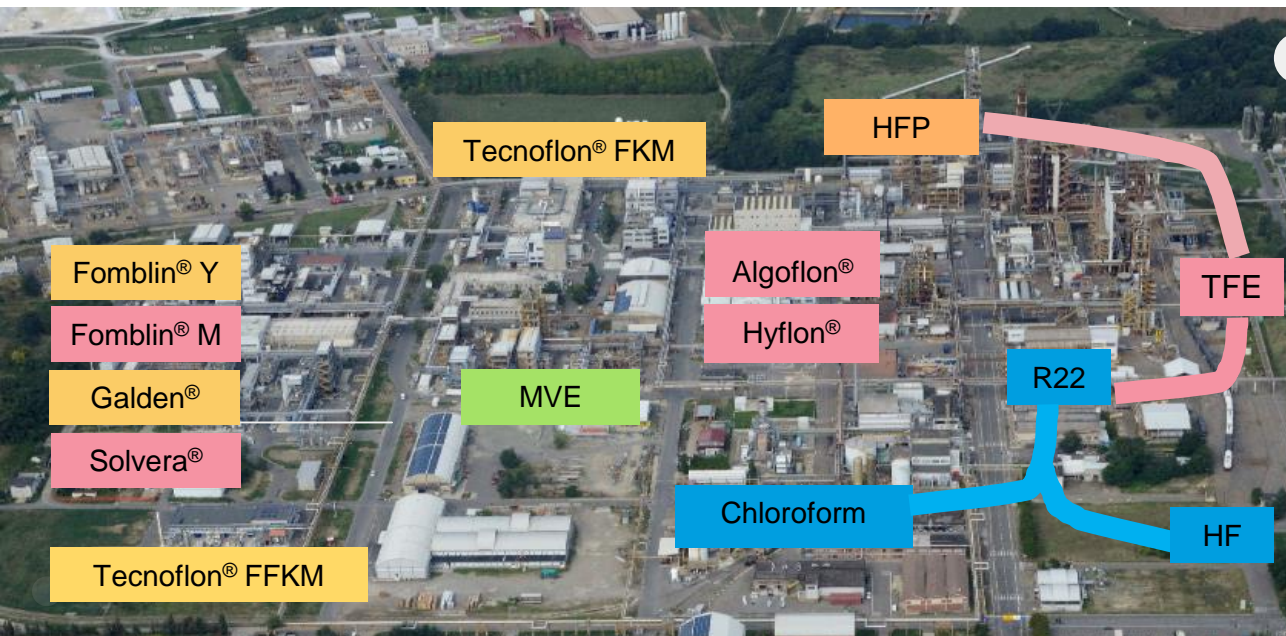 HFP
Tecnoflon® FKM
Fomblin® Y
Algoflon®
TFE
Fomblin® M
Hyflon®
R22
Galden®
MVE
Solvera®
Chloroform
HF
Tecnoflon® FFKM